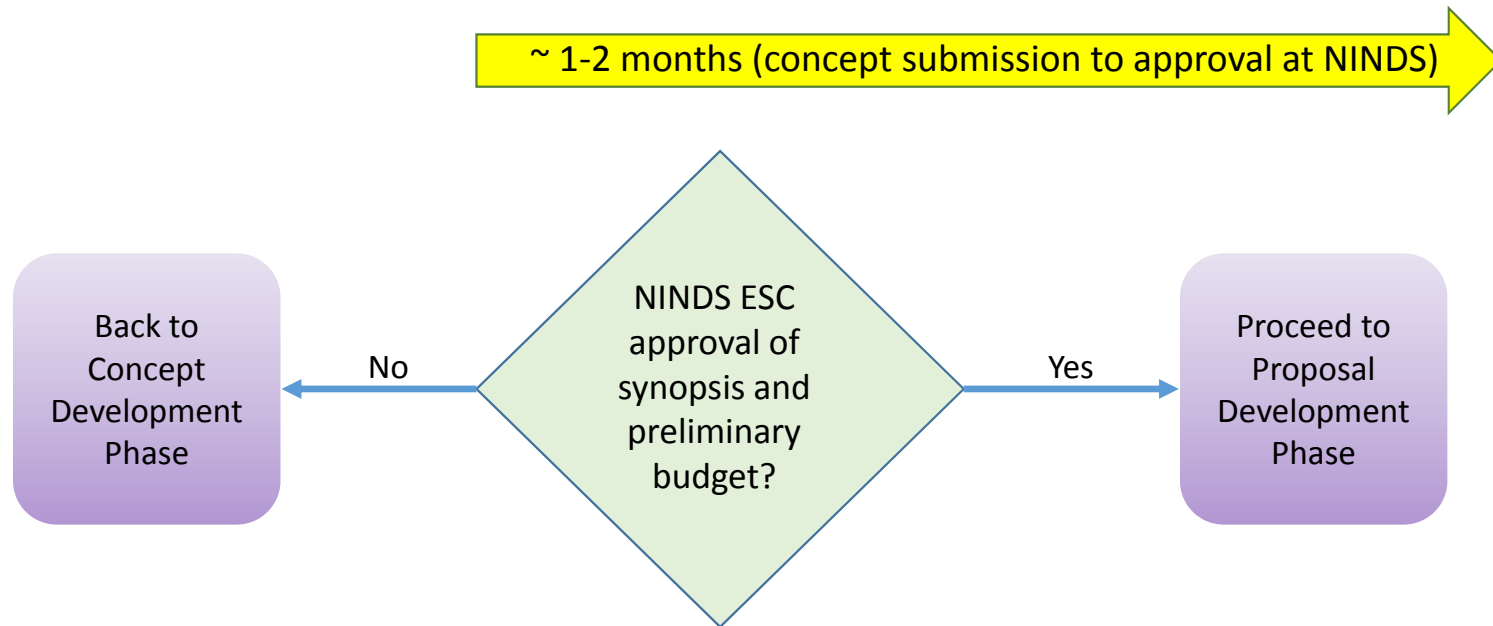 ~ 1-2 months (concept submission to approval at NINDS)
Back to
Concept
Development
Phase
No
NINDS ESC
approval of
synopsis and
preliminary
budget?
Yes
Proceed to
Proposal
Development
Phase